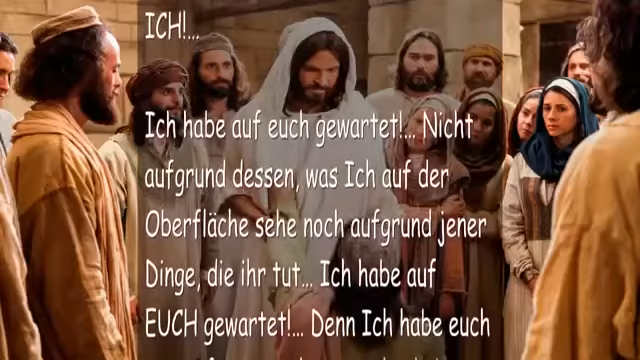 ICH!...
Ich habe auf euch gewartet!... Nicht
aufgrund dessen, was Ich auf der
Oberfläche sehe noch aufgrund jener
Dinge, die ihr tut... Ich habe auf
EUCH gewartet!... Denn Ich habe euch